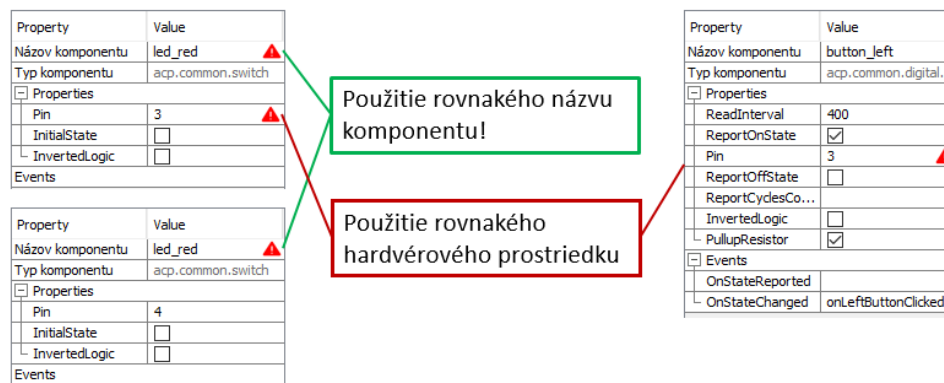 Property Value
Názov komponentu led_red
Typ komponentu acp.common.switch
Properties
Pin 3
InitialState
InvertedLogic
Events
Property Value
Názov komponentu led_red
Typ komponentu acp.common.switch
Properties
Pin 4
InitialState
InvertedLogic
Events
Použitie rovnakého názvu
komponentu!
Použitie rovnakého
hardvérového prostriedku
Property Value
Názov komponentu button_left
Typ komponentu acp.common.digital.
Properties
ReadInterval 400
ReportOnState
Pin 3
ReportOffState
ReportCyclesCo...
InvertedLogic
PullupResistor
Events
OnStateReported
OnStateChanged onLeftButtonClicked